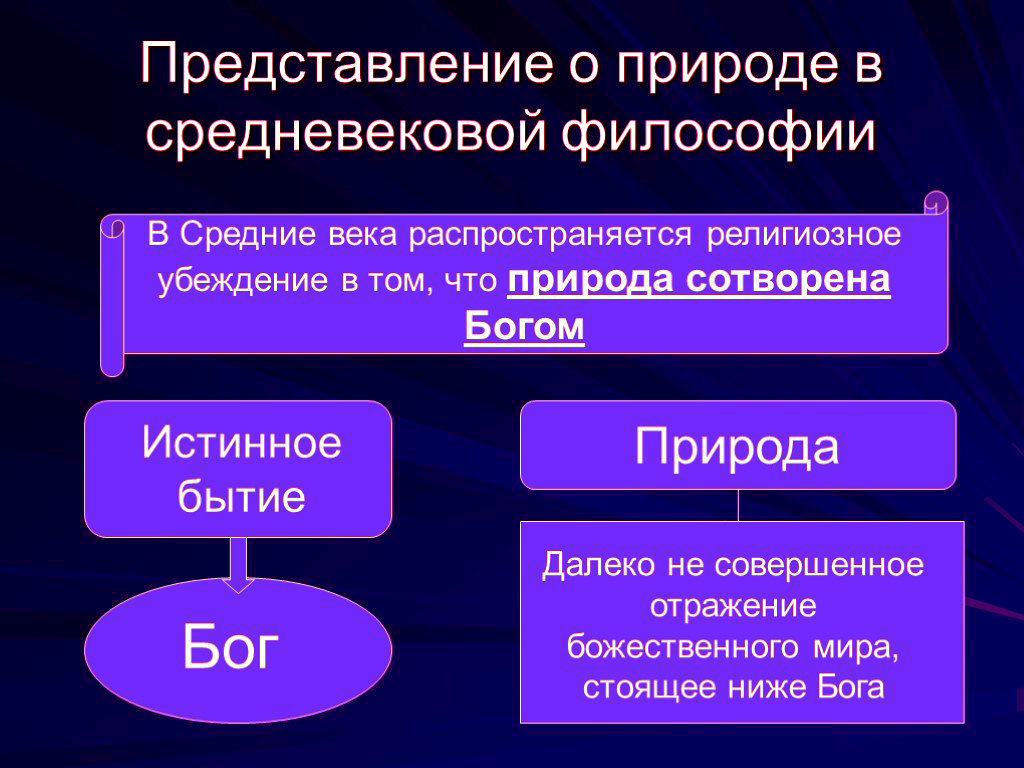 Представление о природе в
средневековой философии
В Средние века распространяется религиозное
убеждение в том, что природа сотворена
Богом
Истинное
бытие
Бог
Природа
Далеко не совершенное
отражение
божественного мира,
стоящее ниже Бога